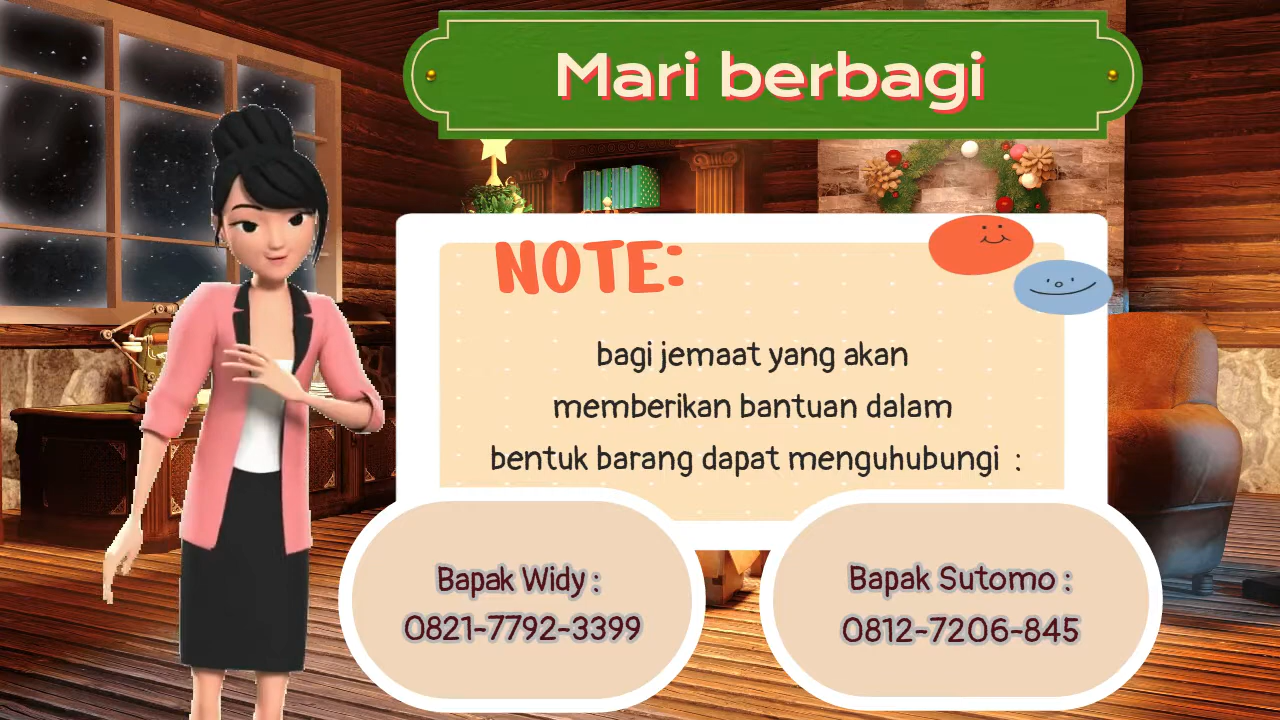 Mari berbagi
NOTE:
bagi jemaat yang akan
memberikan bantuan dalam
bentuk barang dapat menguhubungi :
Bapak Widy :
0821-7792-3399
Bapak Sutomo :
0812-7206-845